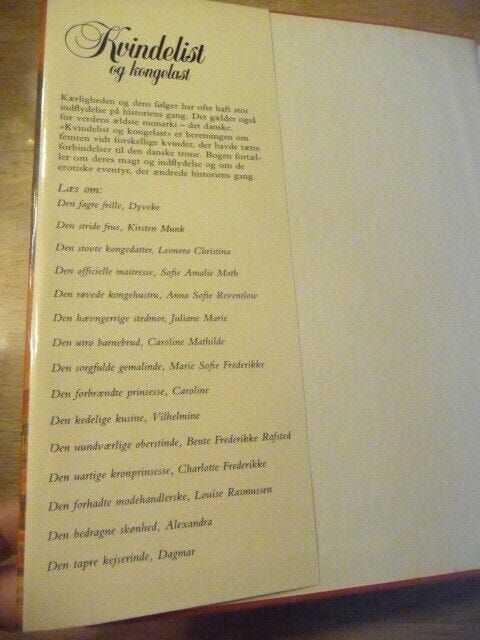 Kvindelist
og kongelast
Kærligheden og dens følger har ofte haft stor
indflydelse på historiens gang. Det gælder også
for verdens ældste monarki – det danske.
»Kvindelist og kongelast« er beretningen om
femten vidt forskellige kvinder, der havde tætte
forbindelser til den danske trone. Bogen fortæl-
ler om deres magt og indflydelse og om de
erotiske eventyr, der ændrede historiens gang.
Læs om:
Den fagre frille, Dyveke
Den stride frue, Kirsten Munk
Den stovte kongedatter, Leonora Christina
Den officielle maitresse, Sofie Amalie Moth
Den røvede kongehustru, Anna Sofie Reventlow
Den hævngerrige stedmor, Juliane Marie
Den utro barnebrud, Caroline Mathilde
Den sorgfulde gemalinde, Marie Sofie Frederikke
Den forbrændte prinsesse, Caroline
Den kedelige kusine, Vilhelmine
Den uundværlige oberstinde, Bente Frederikke Rafsted
Den uartige kronprinsesse, Charlotte Frederikke
Den forhadte modehandlerske, Louise Rasmussen
Den bedragne skønhed, Alexandra
Den tapre kejserinde, Dagmar